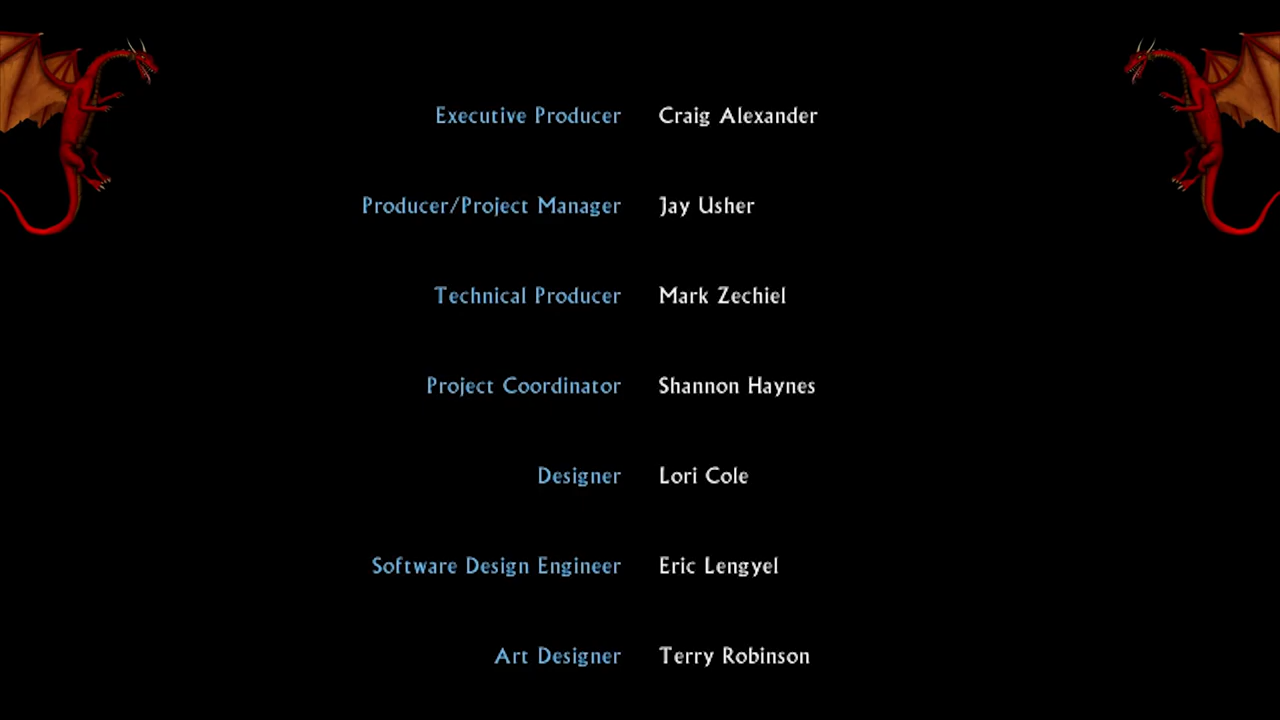 Executive Producer Craig Alexander
Producer/Project Manager Jay Usher
Technical Producer Mark Zechiel
Project Coordinator Shannon Haynes
Designer Lori Cole
Software Design Engineer Eric Lengyel
Art Designer Terry Robinson